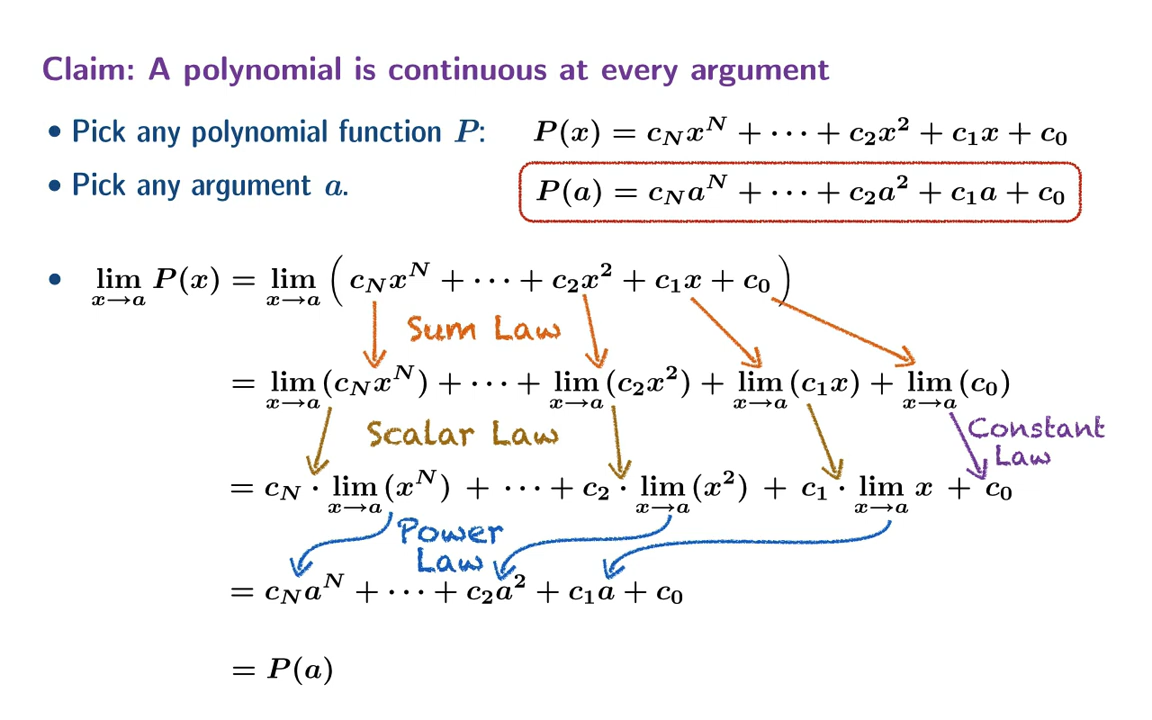 Claim: A polynomial is continuous at every argument
• Pick any polynomial function P: P(x) = c_N x^N + ⋯ + c_2 x^2 + c_1 x + c_0
• Pick any argument a. P(a) = c_N a^N + ⋯ + c_2 a^2 + c_1 a + c_0
• lim_{x→a} P(x) = lim_{x→a} ( c_N x^N + ⋯ + c_2 x^2 + c_1 x + c_0 )
Sum Law
= lim_{x→a} (c_N x^N) + ⋯ + lim_{x→a} (c_2 x^2) + lim_{x→a} (c_1 x) + lim_{x→a} (c_0)
Scalar Law Constant Law
= c_N · lim_{x→a} (x^N) + ⋯ + c_2 · lim_{x→a} (x^2) + c_1 · lim_{x→a} x + c_0
Power Law
= c_N a^N + ⋯ + c_2 a^2 + c_1 a + c_0
= P(a)